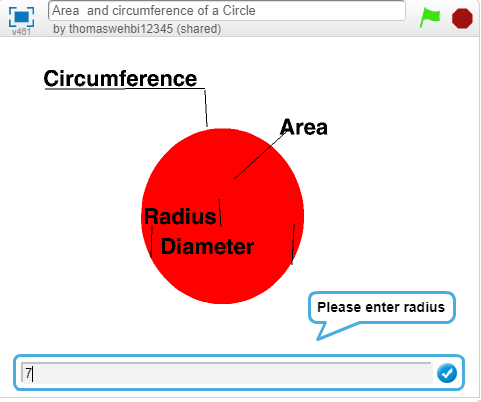 Area  and circumference of a Circle
by thomaswehbi12345 (shared)
v461
Circumference
Area
Radius
Diameter
Please enter radius
7